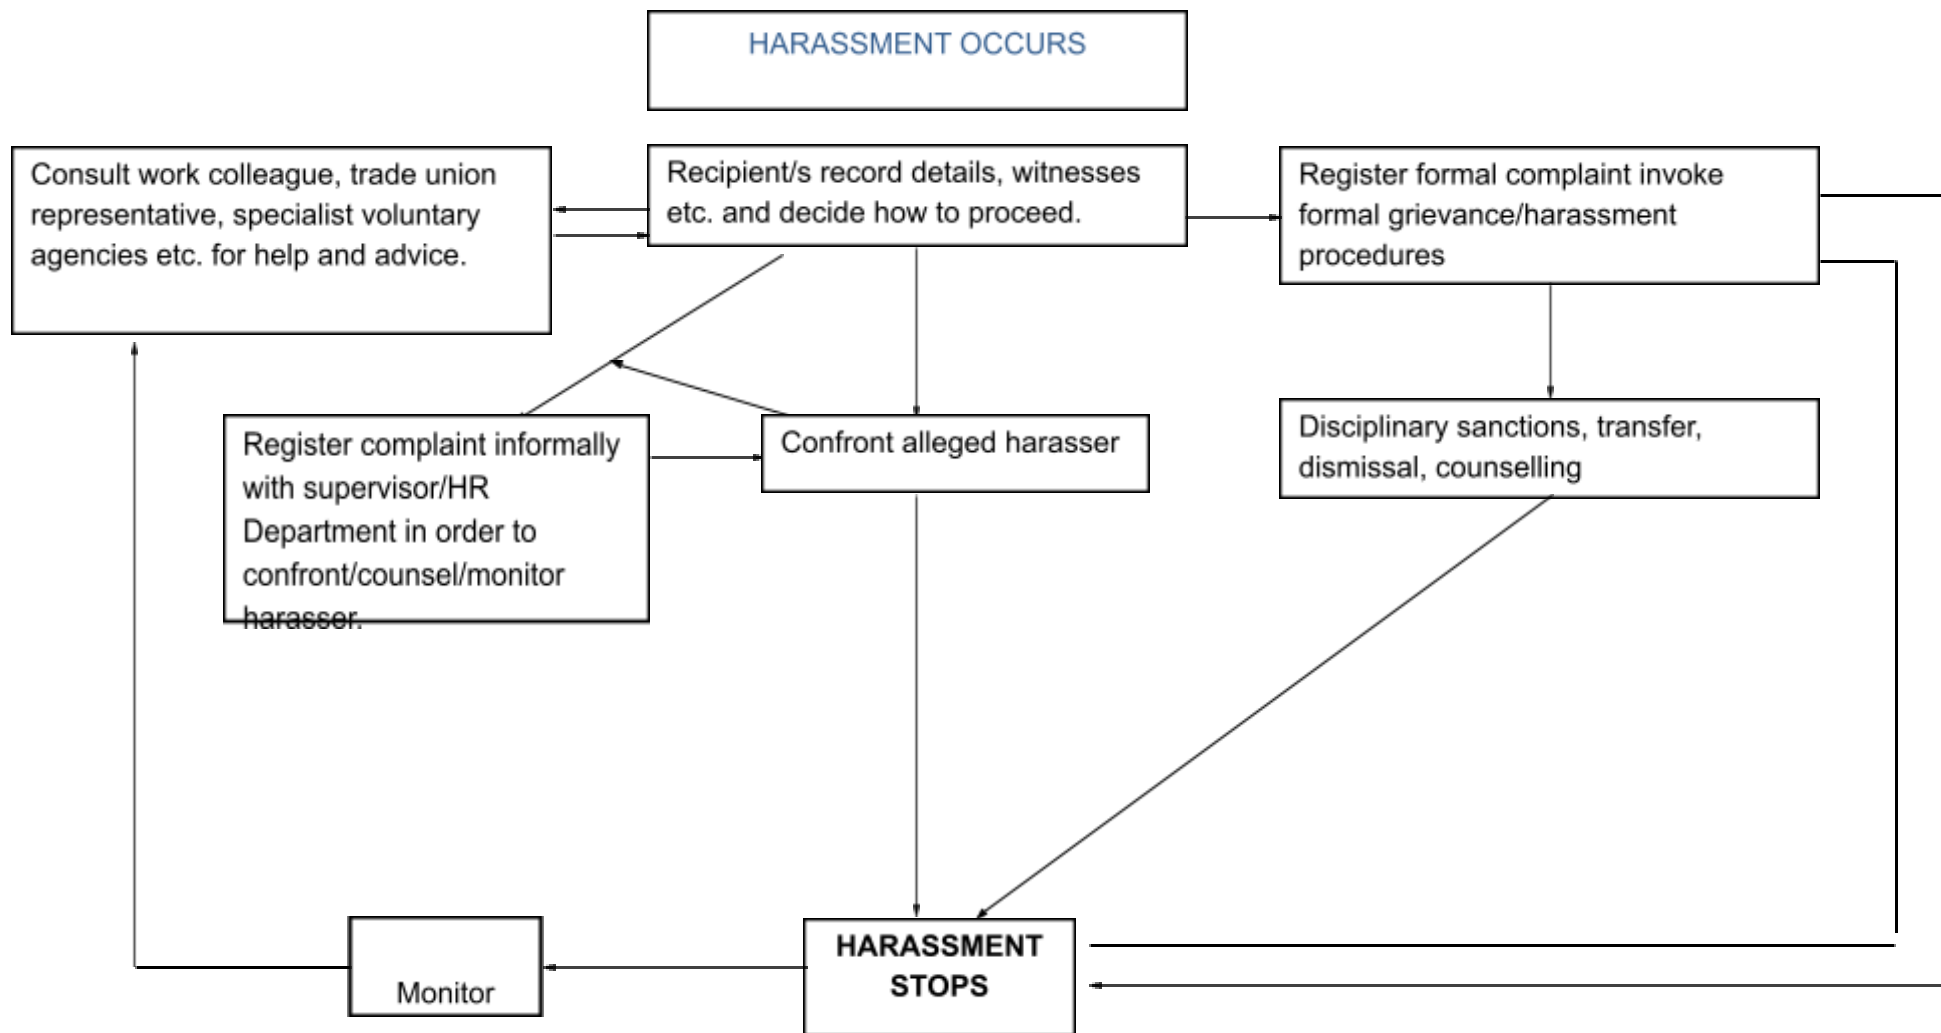 HARASSMENT OCCURS
Consult work colleague, trade union
representative, specialist voluntary
agencies etc. for help and advice.
Recipient/s record details, witnesses
etc. and decide how to proceed.
Register formal complaint invoke
formal grievance/harassment
procedures
Register complaint informally
with supervisor/HR
Department in order to
confront/counsel/monitor
harasser.
Confront alleged harasser
Disciplinary sanctions, transfer,
dismissal, counselling
Monitor
HARASSMENT
STOPS